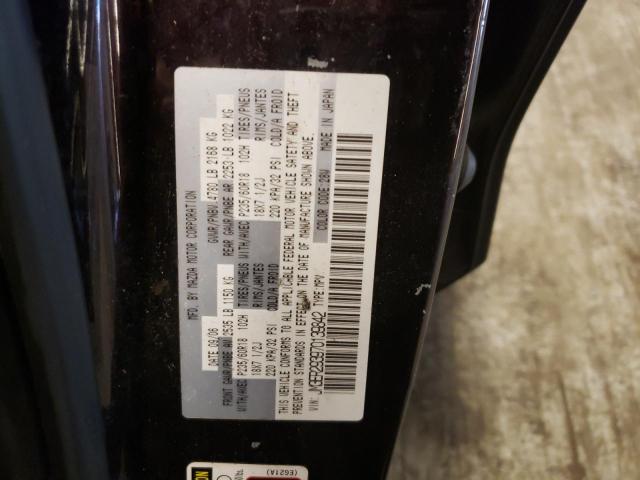 MFD. BY MAZDA MOTOR CORPORATION
DATE: 09/06 GVWR/PNBV 4780 LB 2168 KG
FRONT GAWR/PNBE AV 2535 LB 1150 KG REAR GAWR/PNBE AR 2253 LB 1022 KG
WITH/AVEC P235/60R18 102H TIRES/PNEUS WITH/AVEC P235/60R18 102H TIRES/PNEUS
18X7 1/2J RIMS/JANTES 18X7 1/2J RIMS/JANTES
220 KPA/32 PSI COLD/A FROID 220 KPA/32 PSI COLD/A FROID
THIS VEHICLE CONFORMS TO ALL APPLICABLE FEDERAL MOTOR VEHICLE SAFETY AND THEFT
PREVENTION STANDARDS IN EFFECT ON THE DATE OF MANUFACTURE SHOWN ABOVE.
VIN: JM3ER293970139842 TYPE:MPV COLOR CODE: MADE IN JAPAN
(E621A)